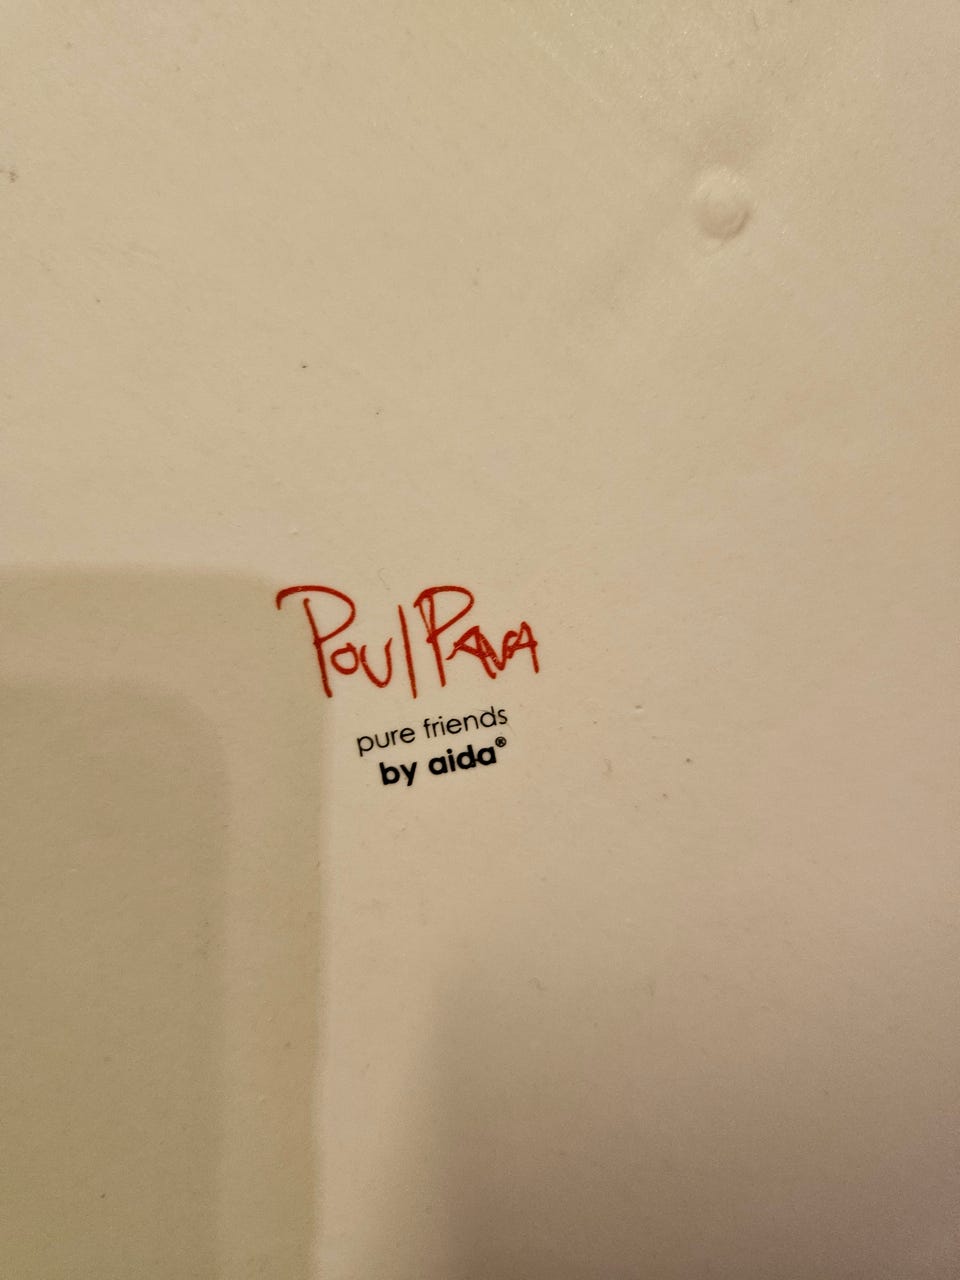 Poul Pava
pure friends
by aida®